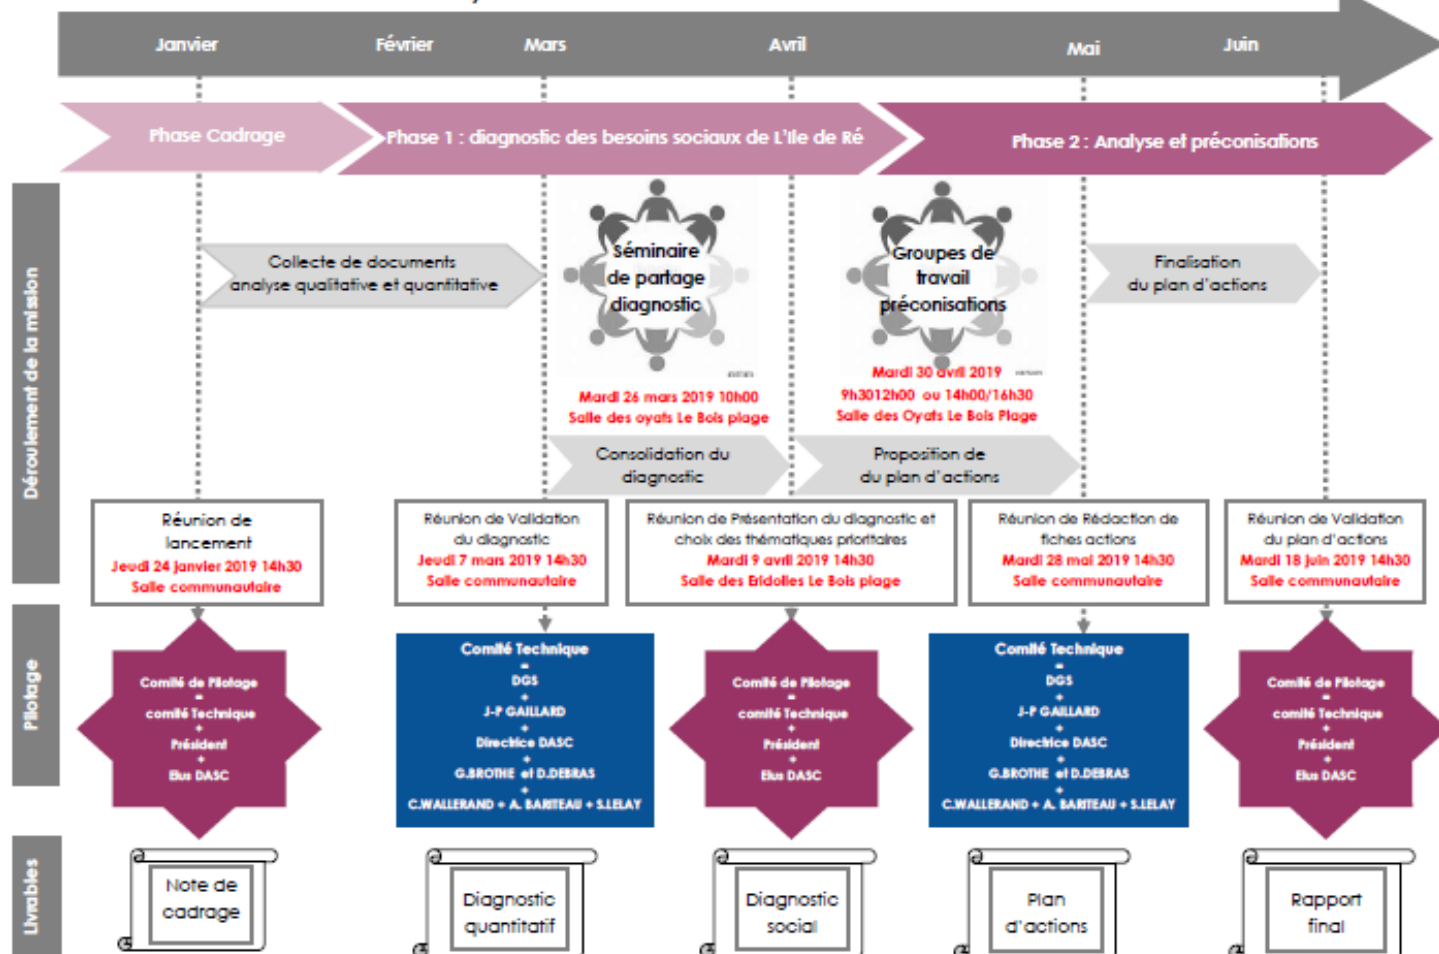 Janvier
Février
Mars
Avril
Mai
Juin
Phase Cadrage
Phase 1 : diagnostic des besoins sociaux de L'Ile de Ré
Phase 2 : Analyse et préconisations
Déroulement de la mission
Collecte de documents
analyse qualitative et quantitative
Séminaire
de partage
diagnostic
Mardi 26 mars 2019 10h00
Salle des oyats Le Bois plage
Groupes de
travail
préconisations
Mardi 30 avril 2019
9h3012h00 ou 14h00/16h30
Salle des Oyats Le Bois Plage
Finalisation
du plan d'actions
Consolidation du
diagnostic
Proposition de
du plan d'actions
Réunion de
lancement
Jeudi 24 janvier 2019 14h30
Salle communautaire
Réunion de Validation
du diagnostic
Jeudi 7 mars 2019 14h30
Salle communautaire
Réunion de Présentation du diagnostic et
choix des thématiques prioritaires
Mardi 9 avril 2019 14h30
Salle des Eridolles Le Bois plage
Réunion de Rédaction de
fiches actions
Mardi 28 mai 2019 14h30
Salle communautaire
Réunion de Validation
du plan d'actions
Mardi 18 juin 2019 14h30
Salle communautaire
Pilotage
Comité de Pilotage
=
comité Technique
+
Président
+
Elus DASC
Comité Technique
=
DGS
+
J-P GAILLARD
+
Directrice DASC
+
G.BROTHE et D.DEBRAS
+
C.WALLERAND + A. BARITEAU + S.LELAY
Comité de Pilotage
=
comité Technique
+
Président
+
Elus DASC
Comité Technique
=
DGS
+
J-P GAILLARD
+
Directrice DASC
+
G.BROTHE et D.DEBRAS
+
C.WALLERAND + A. BARITEAU + S.LELAY
Comité de Pilotage
=
comité Technique
+
Président
+
Elus DASC
Livrables
Note de
cadrage
Diagnostic
quantitatif
Diagnostic
social
Plan
d'actions
Rapport
final